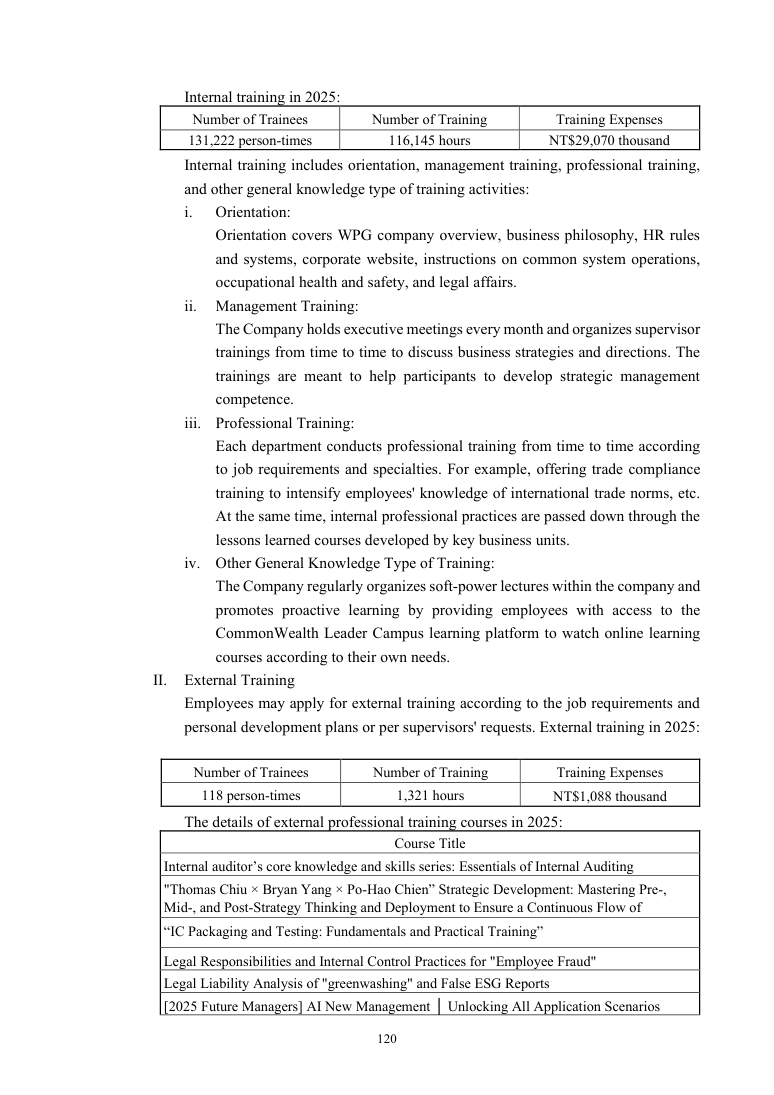 Internal training in 2025:
Number of Trainees Number of Training Training Expenses
131,222 person-times 116,145 hours NT$29,070 thousand
Internal training includes orientation, management training, professional training,
and other general knowledge type of training activities:
i. Orientation:
Orientation covers WPG company overview, business philosophy, HR rules
and systems, corporate website, instructions on common system operations,
occupational health and safety, and legal affairs.
ii. Management Training:
The Company holds executive meetings every month and organizes supervisor
trainings from time to time to discuss business strategies and directions. The
trainings are meant to help participants to develop strategic management
competence.
iii. Professional Training:
Each department conducts professional training from time to time according
to job requirements and specialties. For example, offering trade compliance
training to intensify employees' knowledge of international trade norms, etc.
At the same time, internal professional practices are passed down through the
lessons learned courses developed by key business units.
iv. Other General Knowledge Type of Training:
The Company regularly organizes soft-power lectures within the company and
promotes proactive learning by providing employees with access to the
CommonWealth Leader Campus learning platform to watch online learning
courses according to their own needs.
II. External Training
Employees may apply for external training according to the job requirements and
personal development plans or per supervisors' requests. External training in 2025:
Number of Trainees Number of Training Training Expenses
118 person-times 1,321 hours NT$1,088 thousand
The details of external professional training courses in 2025:
Course Title
Internal auditor’s core knowledge and skills series: Essentials of Internal Auditing
"Thomas Chiu × Bryan Yang × Po-Hao Chien” Strategic Development: Mastering Pre-,
Mid-, and Post-Strategy Thinking and Deployment to Ensure a Continuous Flow of
“IC Packaging and Testing: Fundamentals and Practical Training”
Legal Responsibilities and Internal Control Practices for "Employee Fraud"
Legal Liability Analysis of "greenwashing" and False ESG Reports
[2025 Future Managers] AI New Management │ Unlocking All Application Scenarios
120